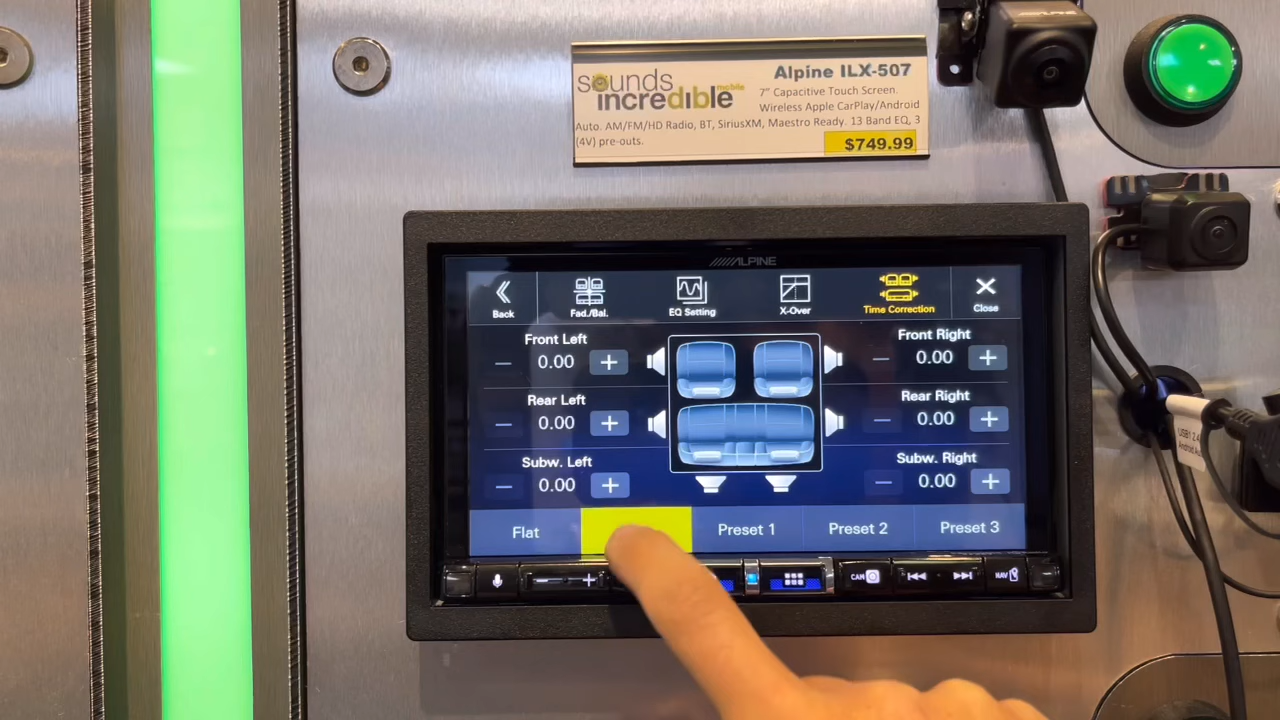 sounds
incredible mobile
Alpine ILX-507
7" Capacitive Touch Screen.
Wireless Apple CarPlay/Android
Auto. AM/FM/HD Radio, BT, SiriusXM, Maestro Ready. 13 Band EQ, 3
(4V) pre-outs.
$749.99
ALPINE
Back
Fad./Bal.
EQ Setting
X-Over
Time Correction
Close
Front Left
— 0.00 +
Front Right
— 0.00 +
Rear Left
— 0.00 +
Rear Right
— 0.00 +
Subw. Left
— 0.00 +
Subw. Right
— 0.00 +
Flat
Preset 1
Preset 2
Preset 3
— +
CAM
NAV